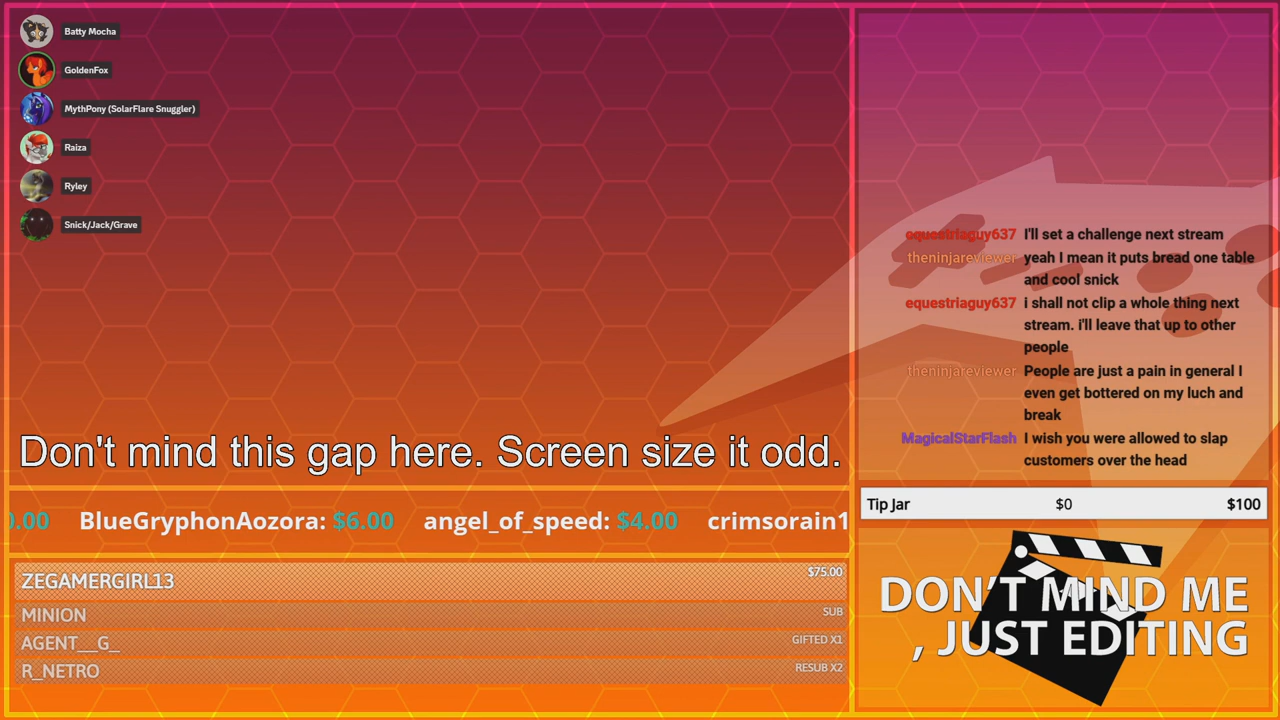 Batty Mocha
GoldenFox
MythPony (SolarFlare Snuggler)
Raiza
Ryley
Snick/Jack/Grave
Don't mind this gap here. Screen size it odd.
0.00 BlueGryphonAozora: $6.00 angel_of_speed: $4.00 crimsorain1
ZEGAMERGIRL13 $75.00
MINION SUB
AGENT__G_ GIFTED X1
R_NETRO RESUB X2
equestriaguy637 I'll set a challenge next stream
theninjareviewer yeah I mean it puts bread one table
and cool snick
equestriaguy637 i shall not clip a whole thing next
stream. i'll leave that up to other
people
theninjareviewer People are just a pain in general I
even get bottered on my luch and
break
MagicalStarFlash I wish you were allowed to slap
customers over the head
Tip Jar $0 $100
DON'T MIND ME
, JUST EDITING